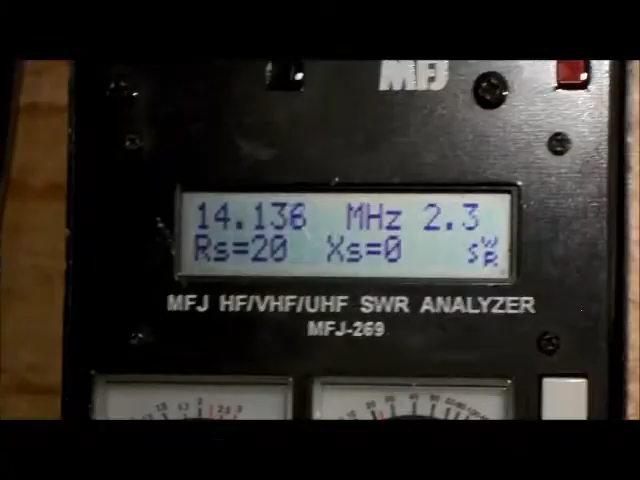 MFJ
14.136 MHz 2.3
Rs=20 Xs=0 SWR
MFJ HF/VHF/UHF SWR ANALYZER
MFJ-269